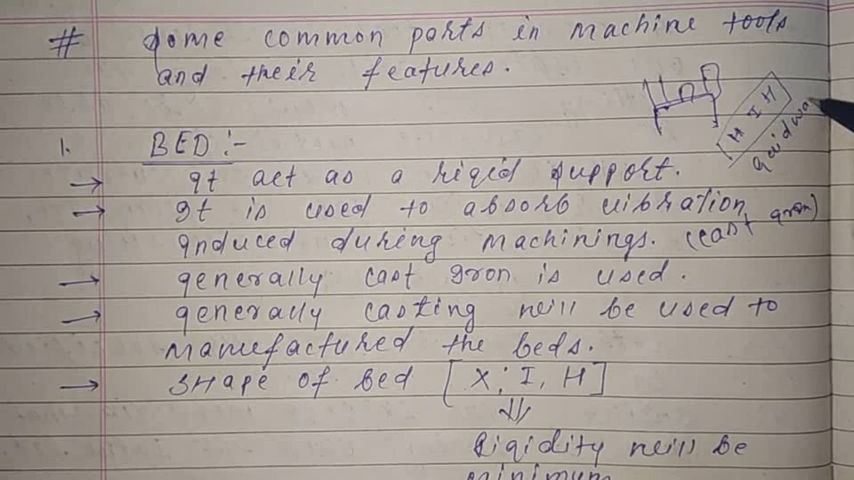 # Some common parts in machine tools
and their features.
[H I H]
Guidwa
1. BED :-
→ It act as a rigid support.
→ It is used to absorb vibration
induced during machinings. (cast iron)
→ generally cast iron is used.
→ generally casting will be used to
manufactured the beds.
→ shape of bed [X, I, H]
⇓
Rigidity will be
minimum